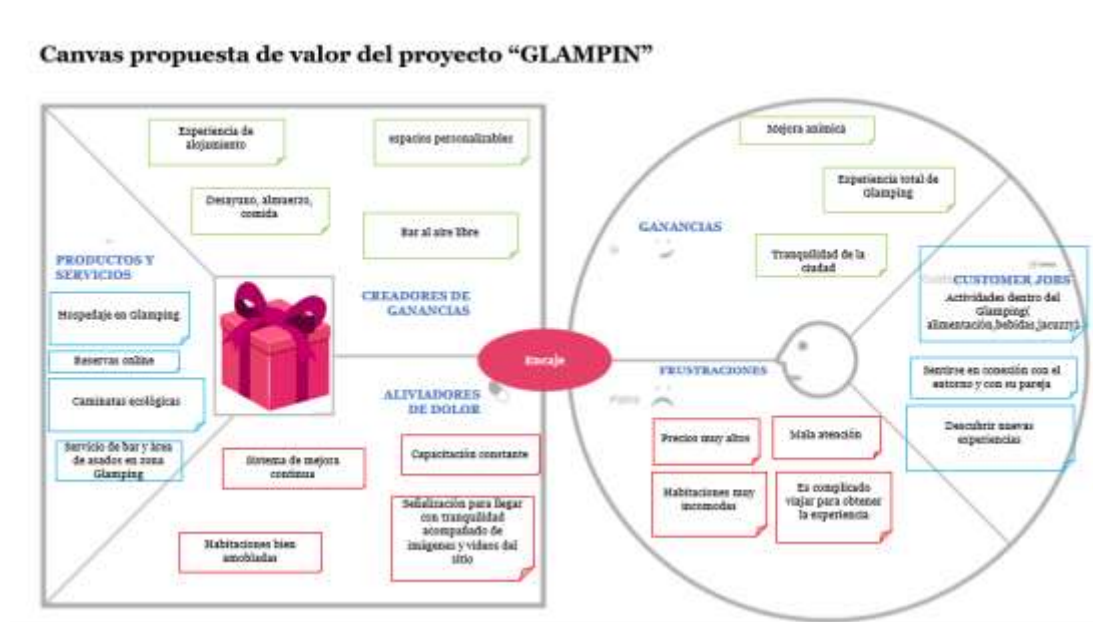 Canvas propuesta de valor del proyecto “GLAMPIN”
Experiencia de
alojamiento
espacios personalizables
Desayuno, almuerzo,
comida
Bar al aire libre
PRODUCTOS Y
SERVICIOS
Hospedaje en Glamping
Reservas online
Caminatas ecológicas
Servicio de bar y área
de asados en zona
Glamping
CREADORES DE
GANANCIAS
ALIVIADORES
DE DOLOR
Sistema de mejora
continua
Capacitación constante
Señalización para llegar
con tranquilidad
acompañado de
imágenes y videos del
sitio
Habitaciones bien
amobladas
Encaje
Mejora anímica
Experiencia total de
Glamping
GANANCIAS
Tranquilidad de la
ciudad
CUSTOMER JOBS
Actividades dentro del
Glamping(
alimentación,bebidas,jacuzzy)
Sentirse en conexión con el
entorno y con su pareja
Descubrir nuevas
experiencias
FRUSTRACIONES
Precios muy altos
Mala atención
Habitaciones muy
incomodas
Es complicado
viajar para obtener
la experiencia